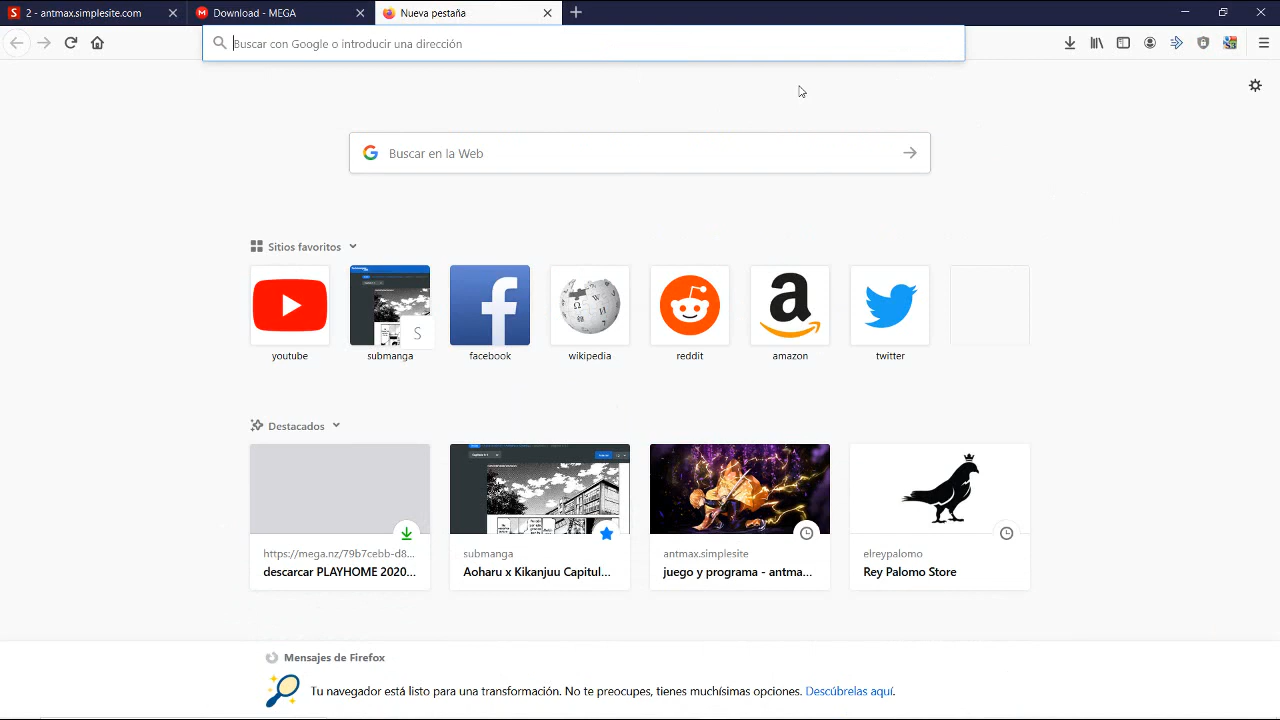 2 - antmax.simplesite.com
Download - MEGA
Nueva pestaña
Buscar con Google o introducir una dirección
Buscar en la Web
Sitios favoritos
youtube
submanga
facebook
wikipedia
reddit
amazon
twitter
Destacados
https://mega.nz/79b7cebb-d8...
descarcar PLAYHOME 2020...
submanga
Aoharu x Kikanjuu Capitul...
antmax.simplesite
juego y programa - antma...
elreypalomo
Rey Palomo Store
Mensajes de Firefox
Tu navegador está listo para una transformación. No te preocupes, tienes muchísimas opciones. Descúbrelas aquí.